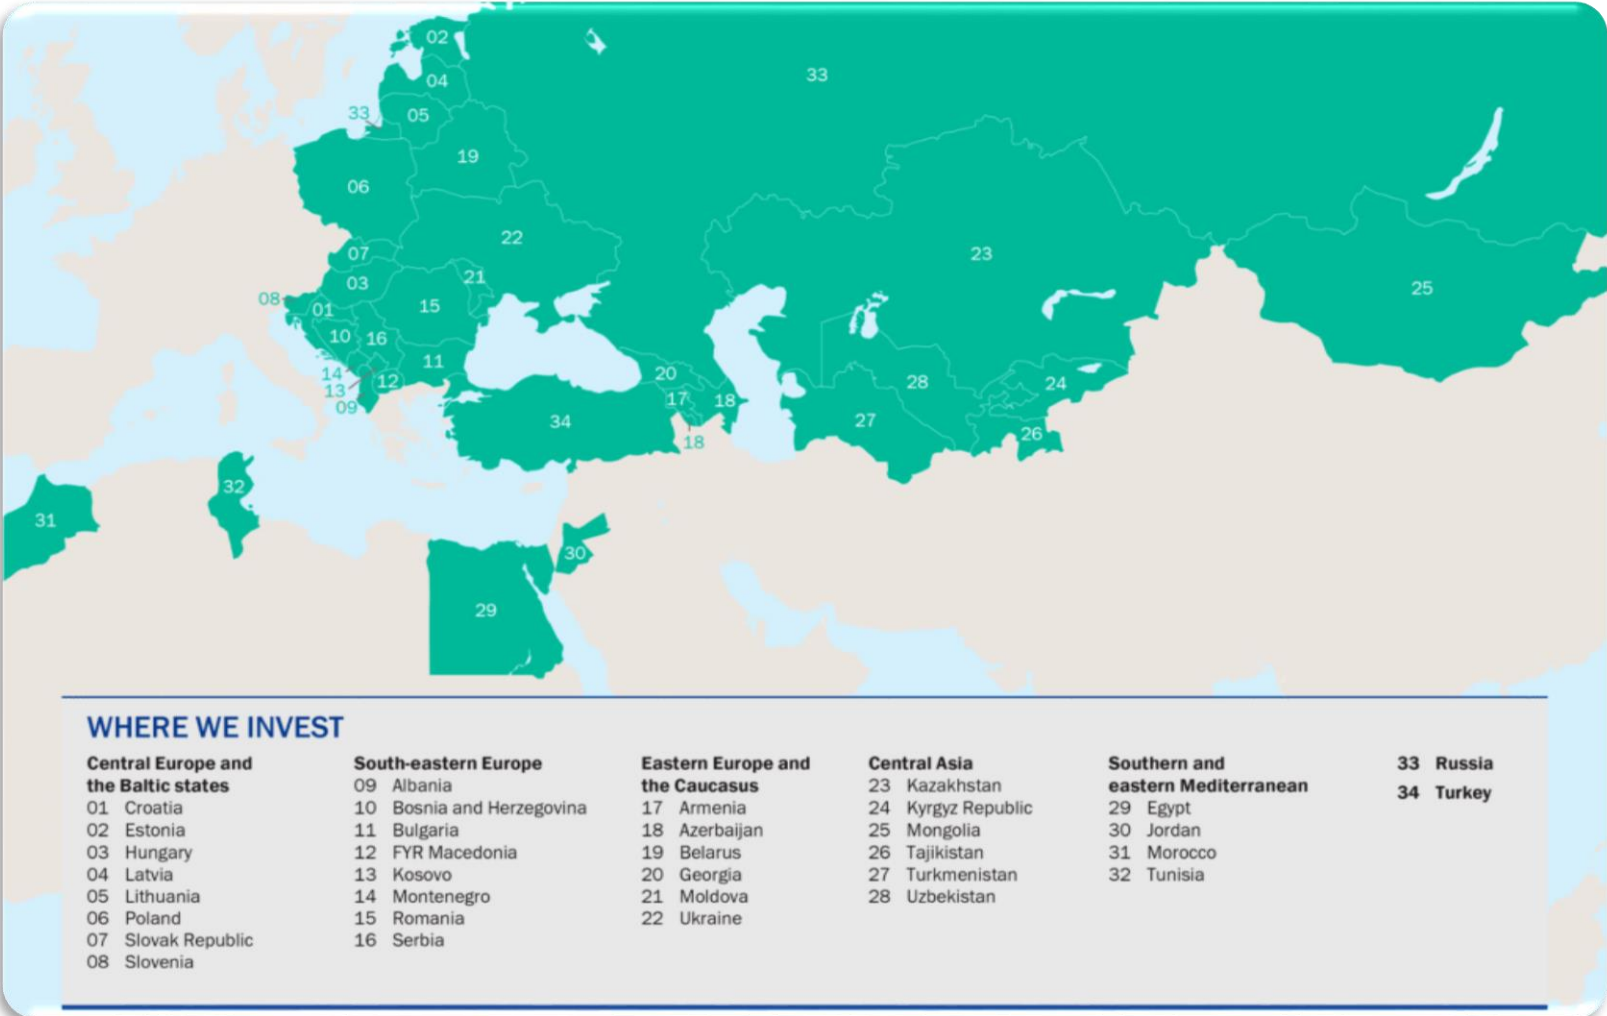 02
33
04
33
05
19
06
22
07
23
21
03
25
08
01
15
10
16
11
14
20
12
28
24
13
17
18
09
34
27
26
18
32
31
30
29
WHERE WE INVEST
Central Europe and
the Baltic states
01 Croatia
02 Estonia
03 Hungary
04 Latvia
05 Lithuania
06 Poland
07 Slovak Republic
08 Slovenia
South-eastern Europe
09 Albania
10 Bosnia and Herzegovina
11 Bulgaria
12 FYR Macedonia
13 Kosovo
14 Montenegro
15 Romania
16 Serbia
Eastern Europe and
the Caucasus
17 Armenia
18 Azerbaijan
19 Belarus
20 Georgia
21 Moldova
22 Ukraine
Central Asia
23 Kazakhstan
24 Kyrgyz Republic
25 Mongolia
26 Tajikistan
27 Turkmenistan
28 Uzbekistan
Southern and
eastern Mediterranean
29 Egypt
30 Jordan
31 Morocco
32 Tunisia
33 Russia
34 Turkey